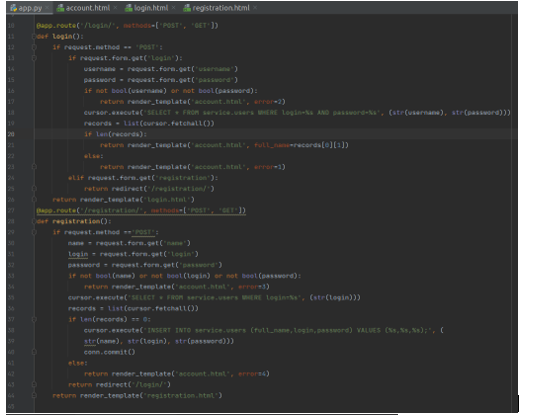 app.py account.html login.html registration.html
@app.route('/login/', methods=['POST', 'GET'])
def login():
if request.method == 'POST':
if request.form.get('login'):
username = request.form.get('username')
password = request.form.get('password')
if not bool(username) or not bool(password):
return render_template('account.html', error=2)
cursor.execute('SELECT * FROM service.users WHERE login=%s AND password=%s', (str(username), str(password)))
records = list(cursor.fetchall())
if len(records):
return render_template('account.html', full_name=records[0][1])
else:
return render_template('account.html', error=1)
elif request.form.get('registration'):
return redirect('/registration/')
return render_template('login.html')
@app.route('/registration/', methods=['POST', 'GET'])
def registration():
if request.method =='POST':
name = request.form.get('name')
login = request.form.get('login')
password = request.form.get('password')
if not bool(name) or not bool(login) or not bool(password):
return render_template('account.html', error=3)
cursor.execute('SELECT * FROM service.users WHERE login=%s', (str(login)))
records = list(cursor.fetchall())
if len(records) == 0:
cursor.execute('INSERT INTO service.users (full_name,login,password) VALUES (%s,%s,%s);', (
str(name), str(login), str(password)))
conn.commit()
else:
return render_template('account.html', error=4)
return redirect('/login/')
return render_template('registration.html')